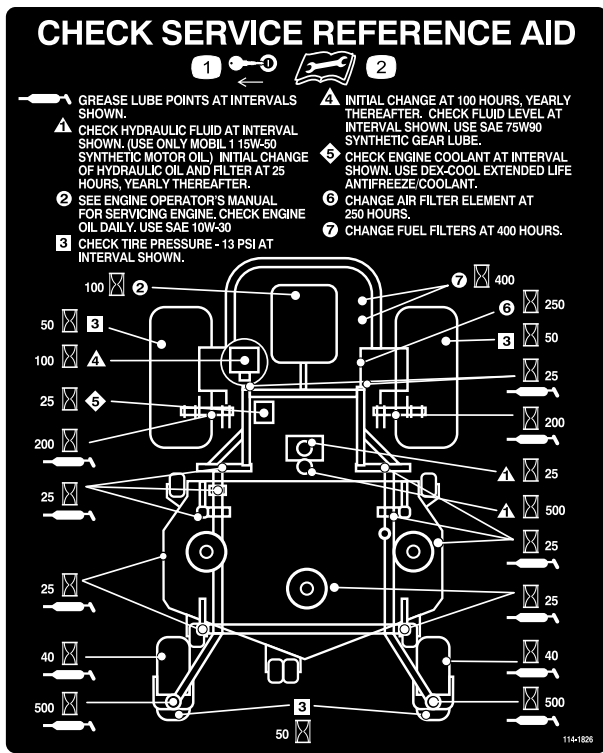 CHECK SERVICE REFERENCE AID
1 2
GREASE LUBE POINTS AT INTERVALS
SHOWN.
1 CHECK HYDRAULIC FLUID AT INTERVAL
SHOWN. (USE ONLY MOBIL 1 15W-50
SYNTHETIC MOTOR OIL.) INITIAL CHANGE
OF HYDRAULIC OIL AND FILTER AT 25
HOURS, YEARLY THEREAFTER.
2 SEE ENGINE OPERATOR'S MANUAL
FOR SERVICING ENGINE. CHECK ENGINE
OIL DAILY. USE SAE 10W-30
3 CHECK TIRE PRESSURE - 13 PSI AT
INTERVAL SHOWN.
4 INITIAL CHANGE AT 100 HOURS, YEARLY
THEREAFTER. CHECK FLUID LEVEL AT
INTERVAL SHOWN. USE SAE 75W90
SYNTHETIC GEAR LUBE.
5 CHECK ENGINE COOLANT AT INTERVAL
SHOWN. USE DEX-COOL EXTENDED LIFE
ANTIFREEZE/COOLANT.
6 CHANGE AIR FILTER ELEMENT AT
250 HOURS.
7 CHANGE FUEL FILTERS AT 400 HOURS.
100 2
7 400
6 250
50 3
3 50
100 4
25
25 5
200
200
1 25
25
1 500
25
25
25
40
40
500
500
3
50
114-1826